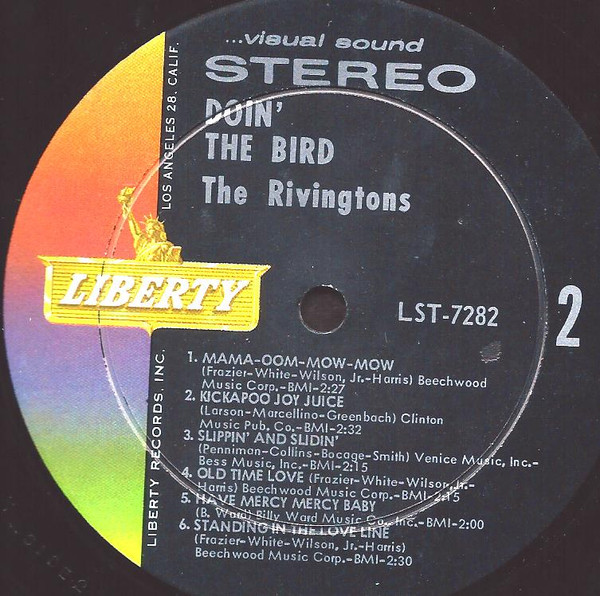 ...visual sound
STEREO
DOIN'
THE BIRD
The Rivingtons
LIBERTY
LOS ANGELES 28, CALIF.
LIBERTY RECORDS, INC.
LST-7282
2
1. MAMA-OOM-MOW-MOW
(Frazier-White-Wilson, Jr.-Harris) Beechwood
Music Corp.-BMI-2:27
2. KICKAPOO JOY JUICE
(Larson-Marcellino-Greenbach) Clinton
Music Pub. Co.-BMI-2:32
3. SLIPPIN' AND SLIDIN'
(Penniman-Collins-Bocage-Smith) Venice Music, Inc.-
Bess Music, Inc.-BMI-2:15
4. OLD TIME LOVE (Frazier-White-Wilson, Jr.-
Harris) Beechwood Music Corp.-BMI-2:15
5. HAVE MERCY MERCY BABY
(B. Ward) Billy Ward Music Co., Inc.-BMI-2:00
6. STANDING IN THE LOVE LINE
(Frazier-White-Wilson, Jr.-Harris)
Beechwood Music Corp.-BMI-2:30